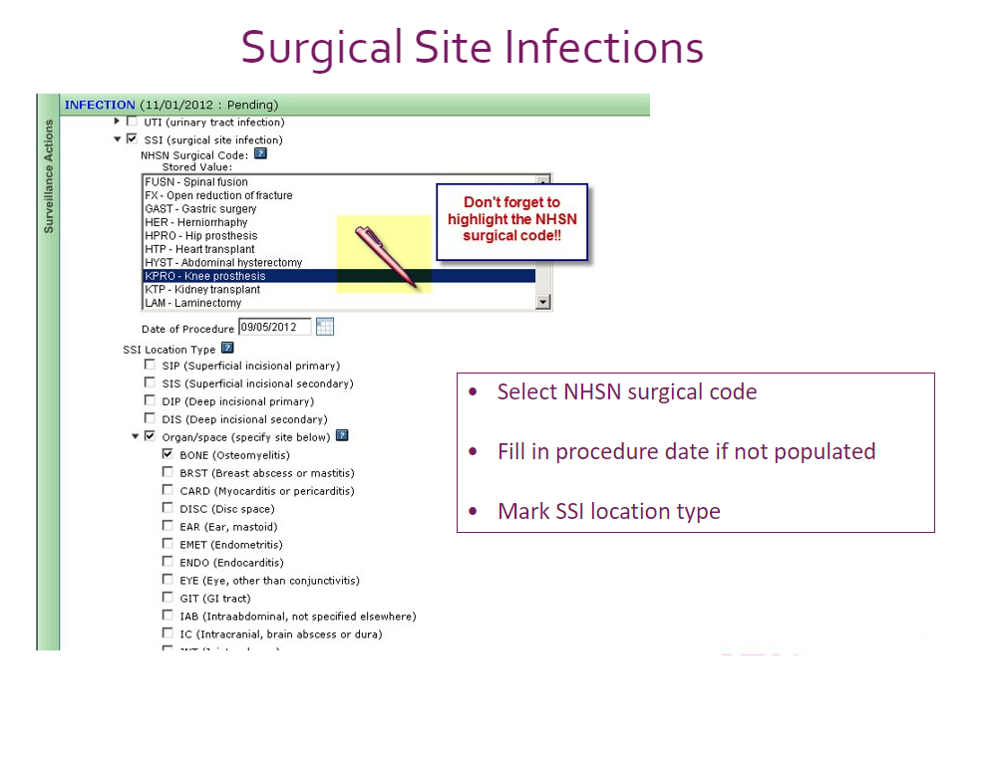 Surgical Site Infections
INFECTION (11/01/2012 : Pending)
Surveillance Actions
UTI (urinary tract infection)
SSI (surgical site infection)
NHSN Surgical Code: ?
Stored Value:
FUSN - Spinal fusion
FX - Open reduction of fracture
GAST - Gastric surgery
HER - Herniorrhaphy
HPRO - Hip prosthesis
HTP - Heart transplant
HYST - Abdominal hysterectomy
KPRO - Knee prosthesis
KTP - Kidney transplant
LAM - Laminectomy
Don't forget to
highlight the NHSN
surgical code!!
Date of Procedure 09/05/2012
SSI Location Type ?
SIP (Superficial incisional primary)
SIS (Superficial incisional secondary)
DIP (Deep incisional primary)
DIS (Deep incisional secondary)
Organ/space (specify site below) ?
BONE (Osteomyelitis)
BRST (Breast abscess or mastitis)
CARD (Myocarditis or pericarditis)
DISC (Disc space)
EAR (Ear, mastoid)
EMET (Endometritis)
ENDO (Endocarditis)
EYE (Eye, other than conjunctivitis)
GIT (GI tract)
IAB (Intraabdominal, not specified elsewhere)
IC (Intracranial, brain abscess or dura)
• Select NHSN surgical code
• Fill in procedure date if not populated
• Mark SSI location type